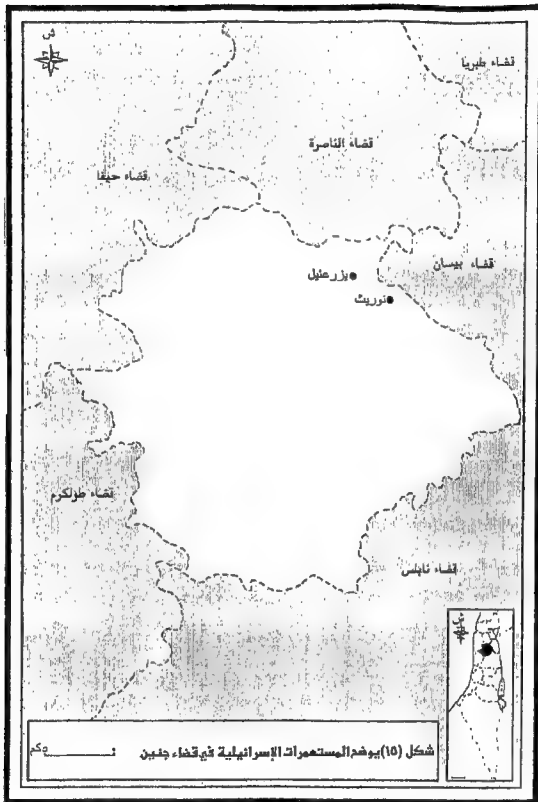 ش
قضاء طبريا
قضاء الناصرة
قضاء حيفا
قضاء بيسان
يزرعيل
نوريث
قضاء طولكرم
قضاء نابلس
ش
شكل (١٥) يوضح المستعمرات الإسرائيلية في قضاء جنين